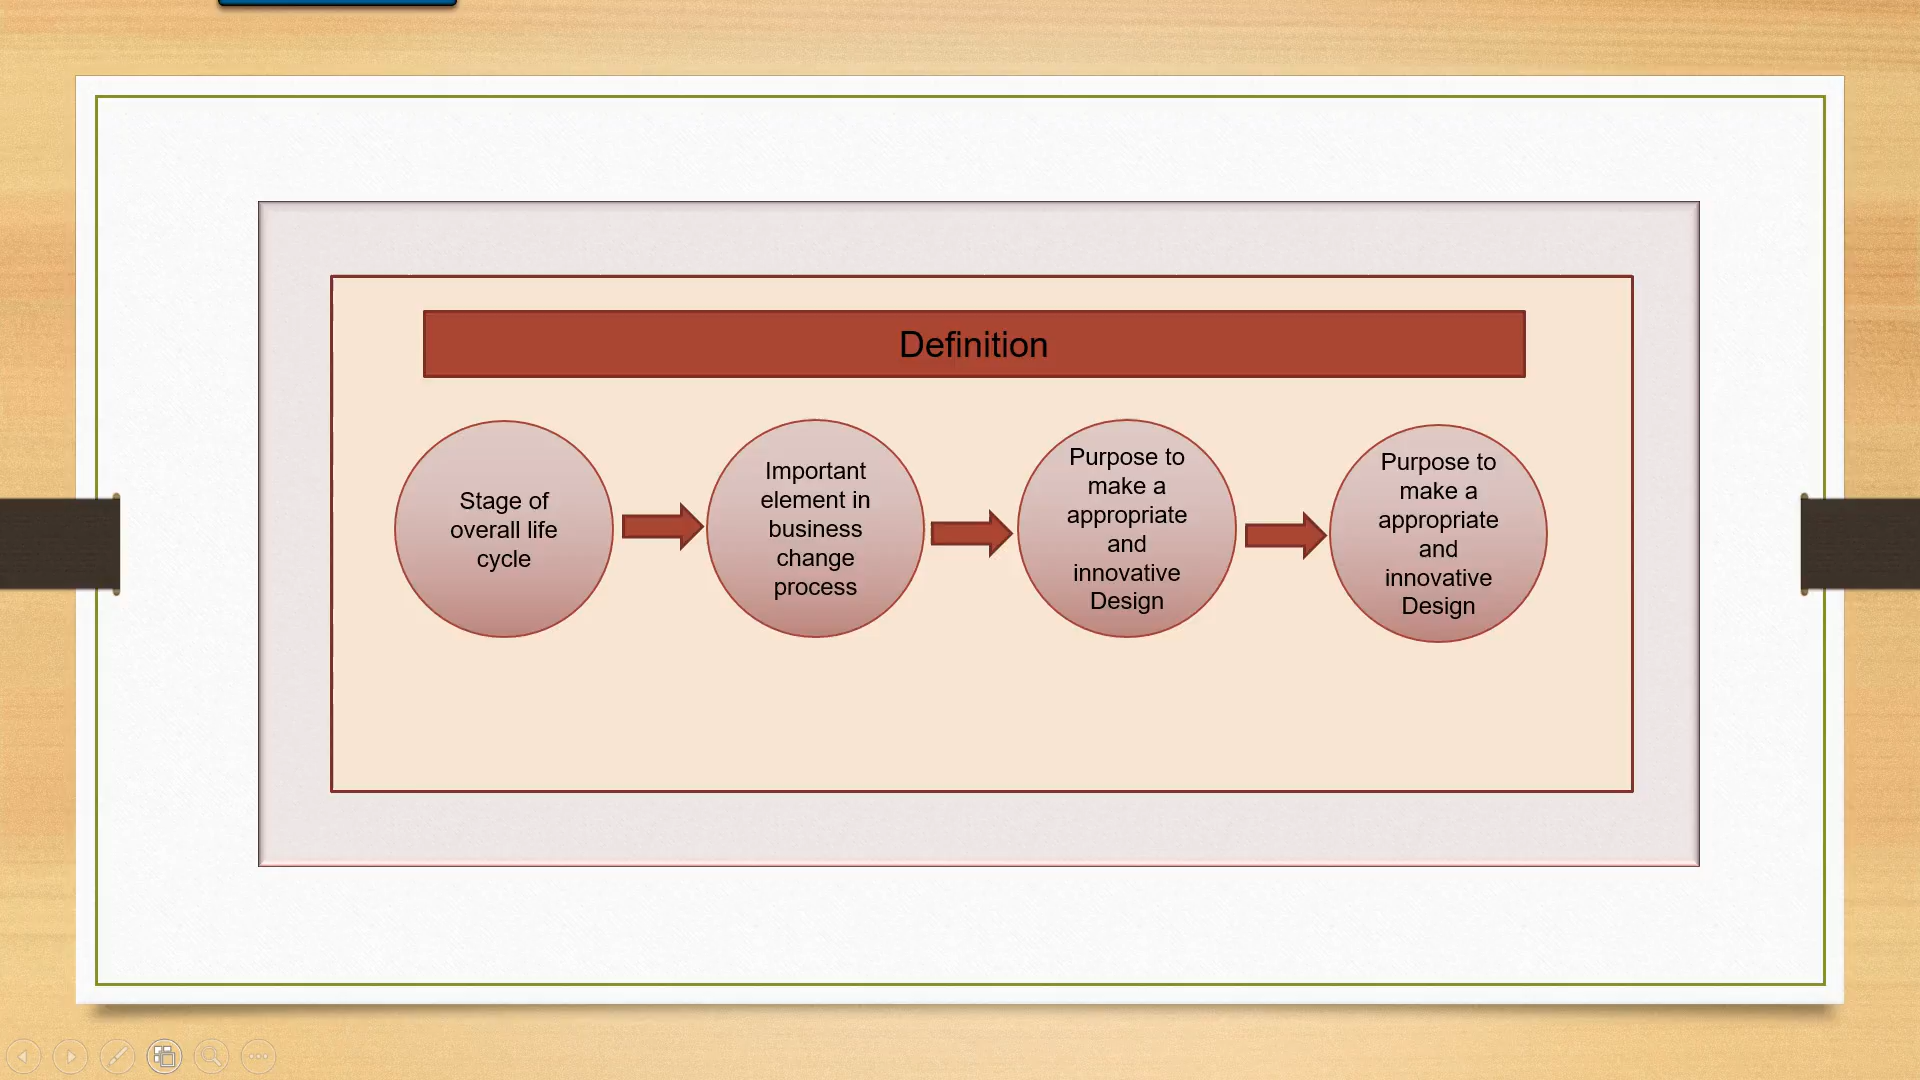 Definition
Stage of
overall life
cycle
Important
element in
business
change
process
Purpose to
make a
appropriate
and
innovative
Design
Purpose to
make a
appropriate
and
innovative
Design